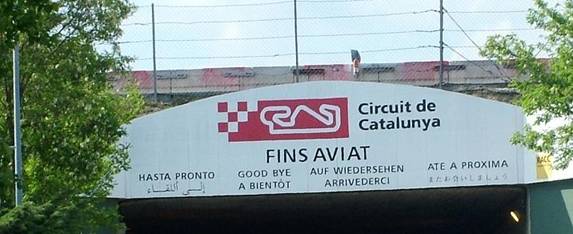 Circuit de
Catalunya
FINS AVIAT
HASTA PRONTO
إلى اللقاء
GOOD BYE
A BIENTÔT
AUF WIEDERSEHEN
ARRIVEDERCI
ATE A PROXIMA
またお会いしましょう